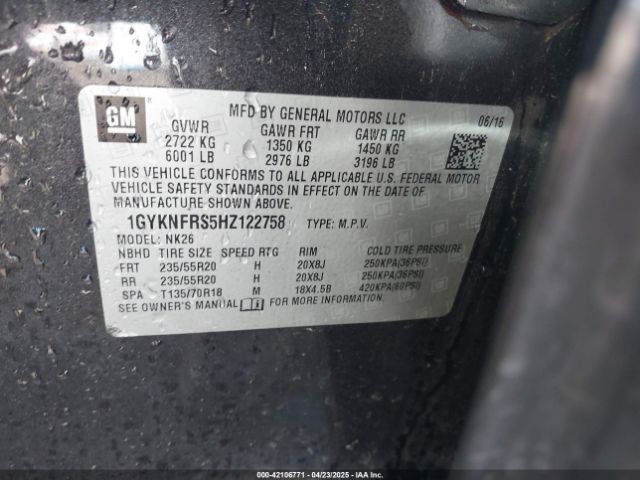 GM
MFD BY GENERAL MOTORS LLC
06/16
GVWR GAWR FRT GAWR RR
2722 KG 1350 KG 1450 KG
6001 LB 2976 LB 3196 LB
THIS VEHICLE CONFORMS TO ALL APPLICABLE U.S. FEDERAL MOTOR
VEHICLE SAFETY STANDARDS IN EFFECT ON THE DATE OF
MANUFACTURE SHOWN ABOVE.
1GYKNFRS5HZ122758 TYPE: M.P.V.
MODEL: NK26
NBHD TIRE SIZE SPEED RTG RIM COLD TIRE PRESSURE
FRT 235/55R20 H 20X8J 250KPA(36PSI)
RR 235/55R20 H 20X8J 250KPA(36PSI)
SPA T135/70R18 M 18X4.5B 420KPA(60PSI)
SEE OWNER'S MANUAL FOR MORE INFORMATION.
000-42106771 - 04/23/2025 - IAAI.COM